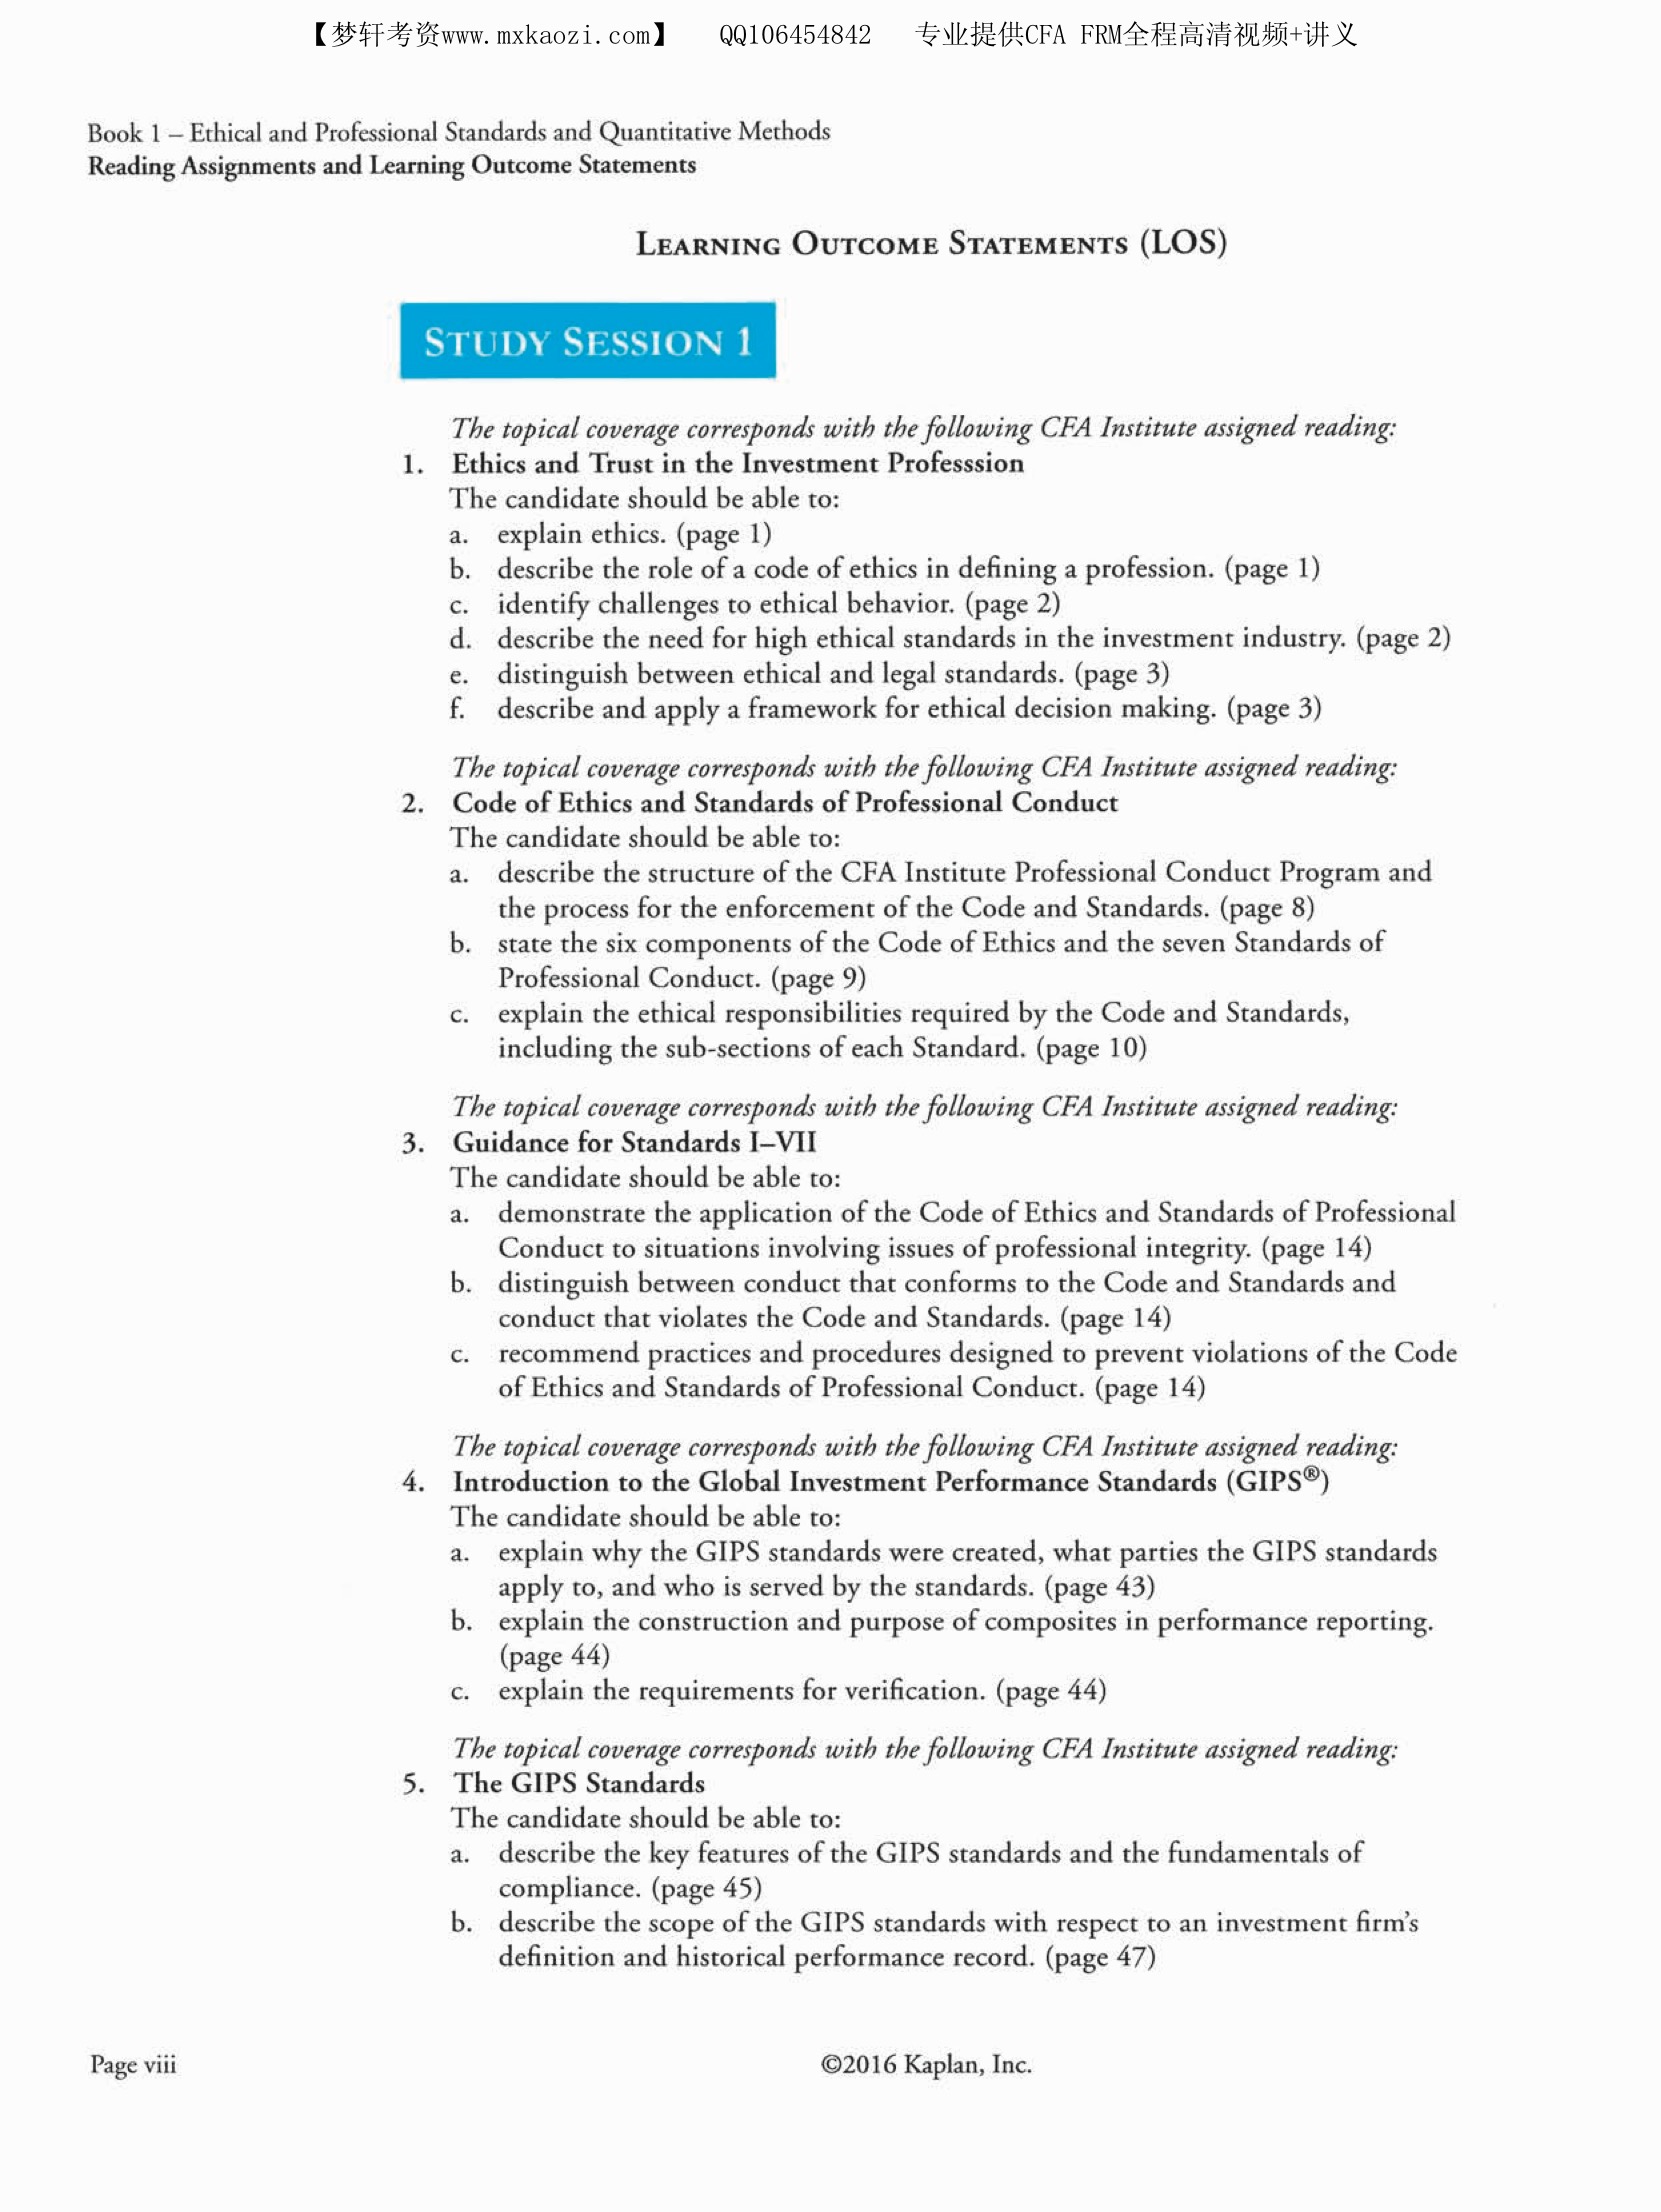 【梦轩考资www.mxkaozi.com】 QQ106454842 专业提供CFA FRM全程高清视频+讲义
Book 1 – Ethical and Professional Standards and Quantitative Methods
Reading Assignments and Learning Outcome Statements
LEARNING OUTCOME STATEMENTS (LOS)
STUDY SESSION 1
The topical coverage corresponds with the following CFA Institute assigned reading:
1. Ethics and Trust in the Investment Professsion
The candidate should be able to:
a. explain ethics. (page 1)
b. describe the role of a code of ethics in defining a profession. (page 1)
c. identify challenges to ethical behavior. (page 2)
d. describe the need for high ethical standards in the investment industry. (page 2)
e. distinguish between ethical and legal standards. (page 3)
f. describe and apply a framework for ethical decision making. (page 3)
The topical coverage corresponds with the following CFA Institute assigned reading:
2. Code of Ethics and Standards of Professional Conduct
The candidate should be able to:
a. describe the structure of the CFA Institute Professional Conduct Program and
the process for the enforcement of the Code and Standards. (page 8)
b. state the six components of the Code of Ethics and the seven Standards of
Professional Conduct. (page 9)
c. explain the ethical responsibilities required by the Code and Standards,
including the sub-sections of each Standard. (page 10)
The topical coverage corresponds with the following CFA Institute assigned reading:
3. Guidance for Standards I–VII
The candidate should be able to:
a. demonstrate the application of the Code of Ethics and Standards of Professional
Conduct to situations involving issues of professional integrity. (page 14)
b. distinguish between conduct that conforms to the Code and Standards and
conduct that violates the Code and Standards. (page 14)
c. recommend practices and procedures designed to prevent violations of the Code
of Ethics and Standards of Professional Conduct. (page 14)
The topical coverage corresponds with the following CFA Institute assigned reading:
4. Introduction to the Global Investment Performance Standards (GIPS®)
The candidate should be able to:
a. explain why the GIPS standards were created, what parties the GIPS standards
apply to, and who is served by the standards. (page 43)
b. explain the construction and purpose of composites in performance reporting.
(page 44)
c. explain the requirements for verification. (page 44)
The topical coverage corresponds with the following CFA Institute assigned reading:
5. The GIPS Standards
The candidate should be able to:
a. describe the key features of the GIPS standards and the fundamentals of
compliance. (page 45)
b. describe the scope of the GIPS standards with respect to an investment firm's
definition and historical performance record. (page 47)
Page viii ©2016 Kaplan, Inc.